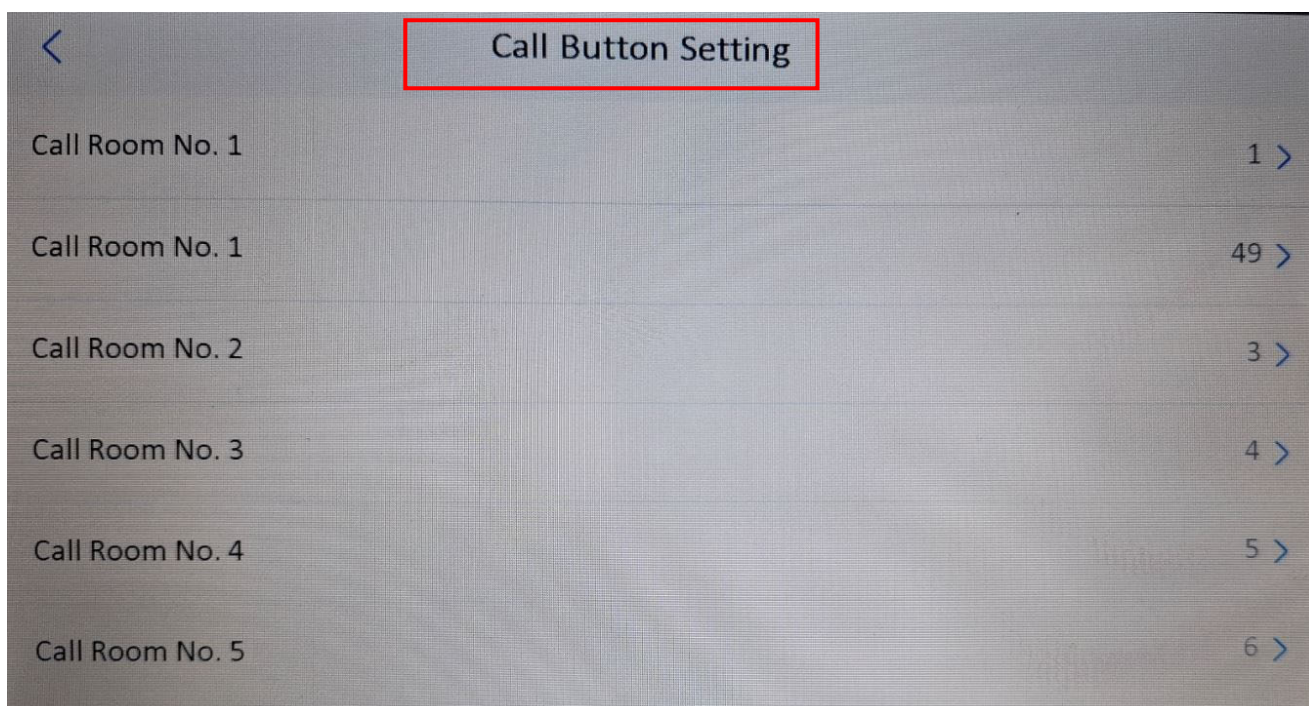 Call Button Setting
Call Room No. 1 1
Call Room No. 1 49
Call Room No. 2 3
Call Room No. 3 4
Call Room No. 4 5
Call Room No. 5 6